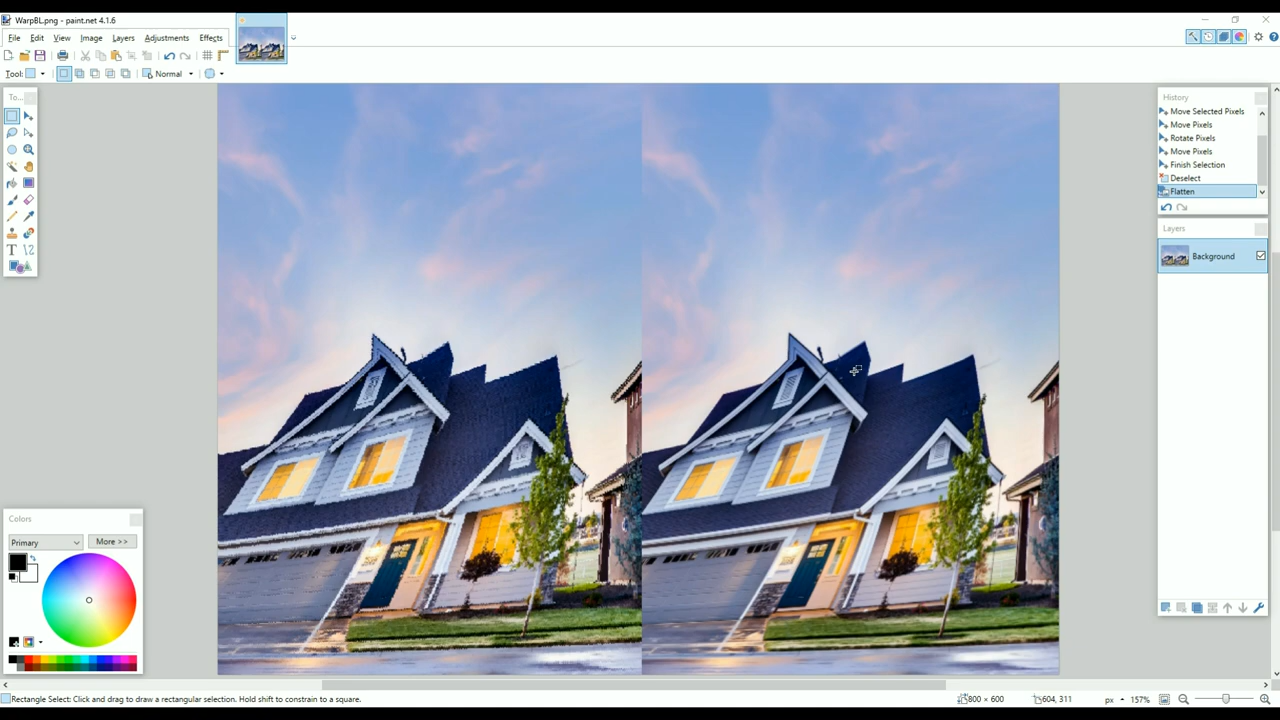 WarpBL.png - paint.net 4.1.6
File Edit View Image Layers Adjustments Effects
Tool: Normal
To...
History
Move Selected Pixels
Move Pixels
Rotate Pixels
Move Pixels
Finish Selection
Deselect
Flatten
Layers
Background
Colors
Primary More >>
Rectangle Select: Click and drag to draw a rectangular selection. Hold shift to constrain to a square. 800 × 600 604, 311 px 157%